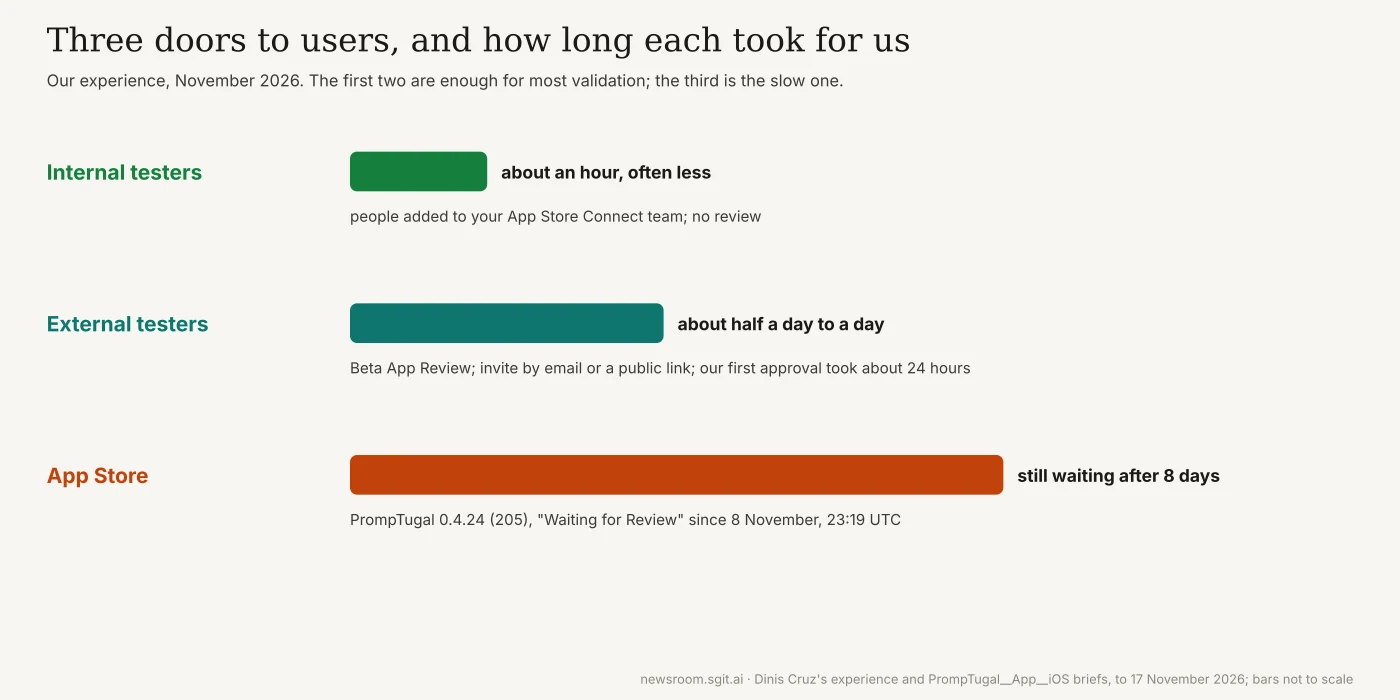 Three doors to users, and how long each took for us
Our experience, November 2026. The first two are enough for most validation; the third is the slow one.
Internal testers
about an hour, often less
people added to your App Store Connect team; no review
External testers
about half a day to a day
Beta App Review; invite by email or a public link; our first approval took about 24 hours
App Store
still waiting after 8 days
PrompTugal 0.4.24 (205), "Waiting for Review" since 8 November, 23:19 UTC
newsroom.sgit.ai · Dinis Cruz's experience and PrompTugal__App__iOS briefs, to 17 November 2026; bars not to scale